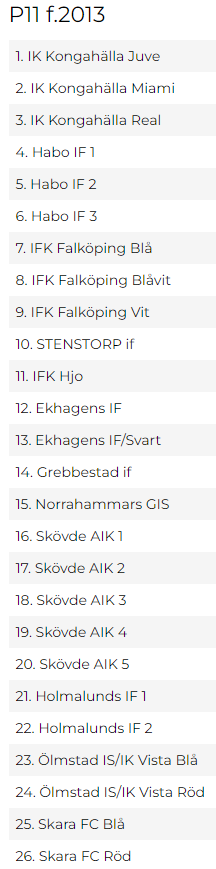 P11 f.2013
1. IK Kongahälla Juve
2. IK Kongahälla Miami
3. IK Kongahälla Real
4. Habo IF 1
5. Habo IF 2
6. Habo IF 3
7. IFK Falköping Blå
8. IFK Falköping Blåvit
9. IFK Falköping Vit
10. STENSTORP if
11. IFK Hjo
12. Ekhagens IF
13. Ekhagens IF/Svart
14. Grebbestad if
15. Norrahammars GIS
16. Skövde AIK 1
17. Skövde AIK 2
18. Skövde AIK 3
19. Skövde AIK 4
20. Skövde AIK 5
21. Holmalunds IF 1
22. Holmalunds IF 2
23. Ölmstad IS/IK Vista Blå
24. Ölmstad IS/IK Vista Röd
25. Skara FC Blå
26. Skara FC Röd